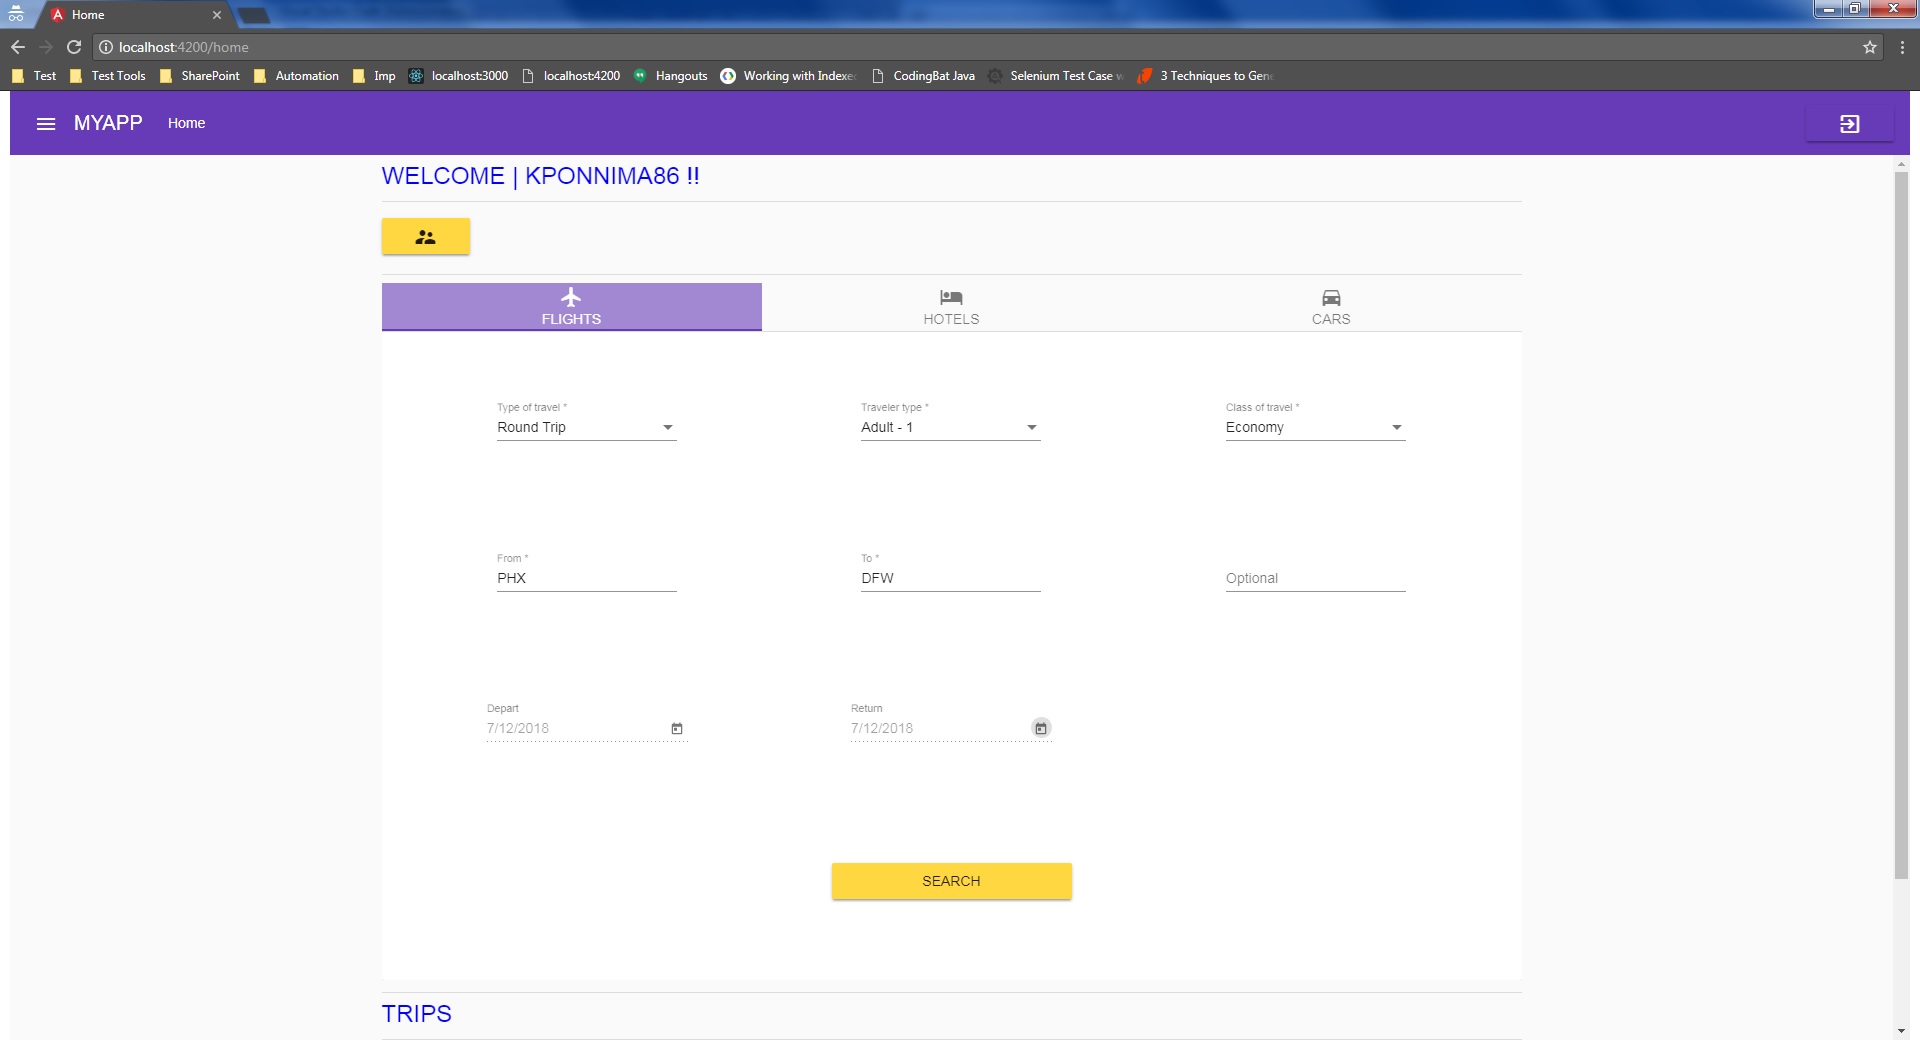 Home
localhost:4200/home
Test Test Tools SharePoint Automation Imp localhost:3000 localhost:4200 Hangouts Working with Indexe CodingBat Java Selenium Test Case w 3 Techniques to Gen
MYAPP Home
WELCOME | KPONNIMA86 !!
FLIGHTS HOTELS CARS
Type of travel * Traveler type * Class of travel *
Round Trip Adult - 1 Economy
From * To *
PHX DFW Optional
Depart Return
7/12/2018 7/12/2018
SEARCH
TRIPS